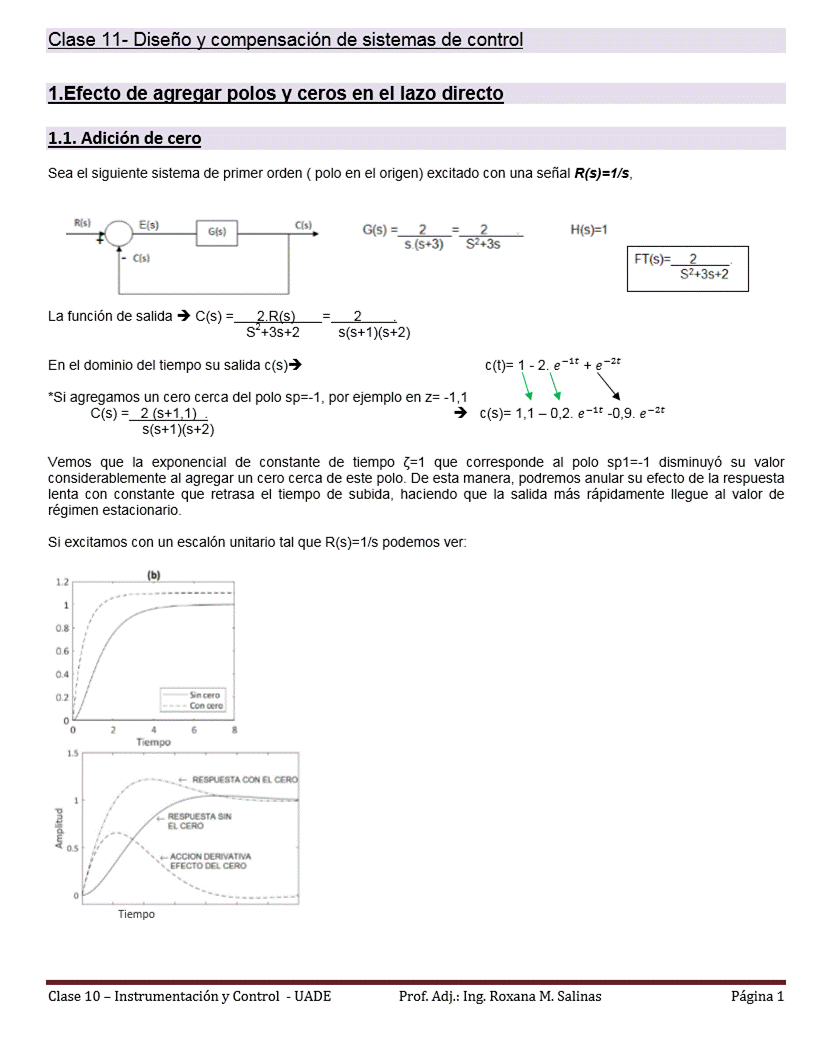 Clase 11- Diseño y compensación de sistemas de control
1.Efecto de agregar polos y ceros en el lazo directo
1.1. Adición de cero
Sea el siguiente sistema de primer orden ( polo en el origen) excitado con una señal R(s)=1/s,
R(s) E(s) G(s) C(s)
+
- C(s)
G(s) = 2 = 2 . H(s)=1
s.(s+3) S²+3s
FT(s)= 2 .
S²+3s+2
La función de salida ➔ C(s) = 2.R(s) = 2 .
S²+3s+2 s(s+1)(s+2)
En el dominio del tiempo su salida c(s)➔ c(t)= 1 - 2. e^−1t + e^−2t
*Si agregamos un cero cerca del polo sp=-1, por ejemplo en z= -1,1
C(s) = 2 (s+1,1) . ➔ c(s)= 1,1 – 0,2. e^−1t -0,9. e^−2t
s(s+1)(s+2)
Vemos que la exponencial de constante de tiempo ζ=1 que corresponde al polo sp1=-1 disminuyó su valor
considerablemente al agregar un cero cerca de este polo. De esta manera, podremos anular su efecto de la respuesta
lenta con constante que retrasa el tiempo de subida, haciendo que la salida más rápidamente llegue al valor de
régimen estacionario.
Si excitamos con un escalón unitario tal que R(s)=1/s podemos ver:
(b)
1.2
1
0.8
0.6
0.4
0.2
0
Sin cero
Con cero
0 2 4 6 8
Tiempo
1.5
1
0.5
0
Amplitud
← RESPUESTA CON EL CERO
← RESPUESTA SIN
EL CERO
← ACCION DERIVATIVA
EFECTO DEL CERO
Tiempo
Clase 10 – Instrumentación y Control - UADE Prof. Adj.: Ing. Roxana M. Salinas Página 1